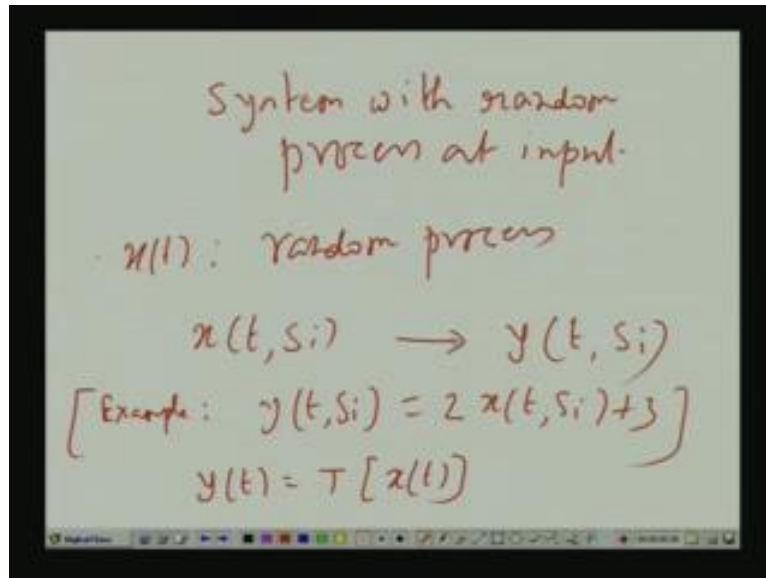 System with random
process at input.
x(t): random process
x(t, Si) → y(t, Si)
[Example: y(t, Si) = 2 x(t, Si) + 3]
y(t) = T [x(t)]